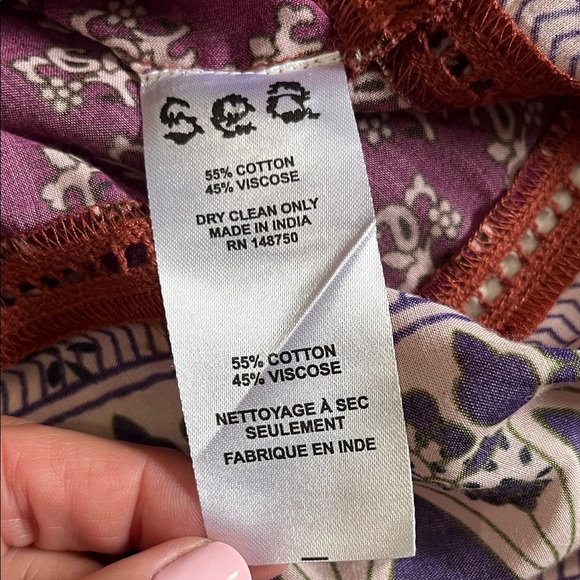 sea
55% COTTON
45% VISCOSE
DRY CLEAN ONLY
MADE IN INDIA
RN 148750
55% COTTON
45% VISCOSE
NETTOYAGE À SEC
SEULEMENT
FABRIQUE EN INDE